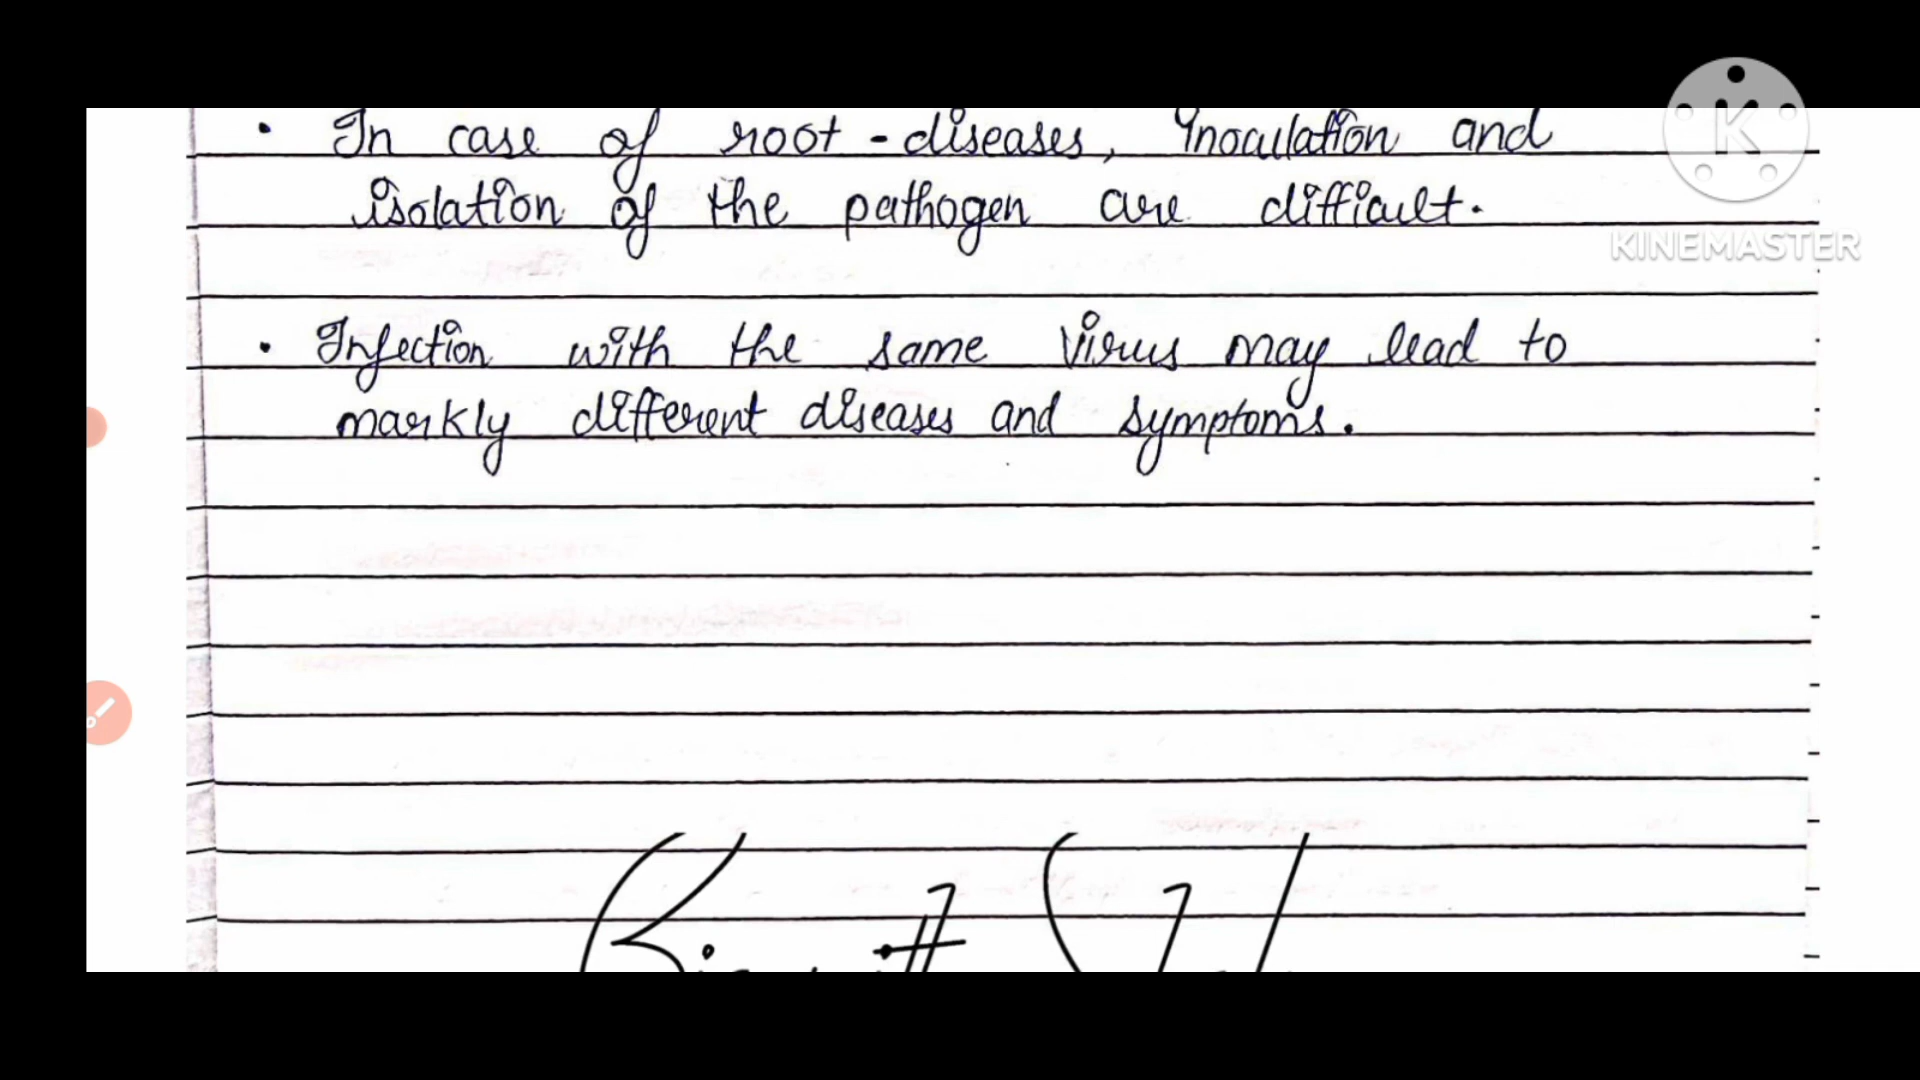 • In case of root - diseases, inoculation and
isolation of the pathogen are difficult.
• Infection with the same Virus may lead to
markly different diseases and symptoms.
K
KINEMASTER